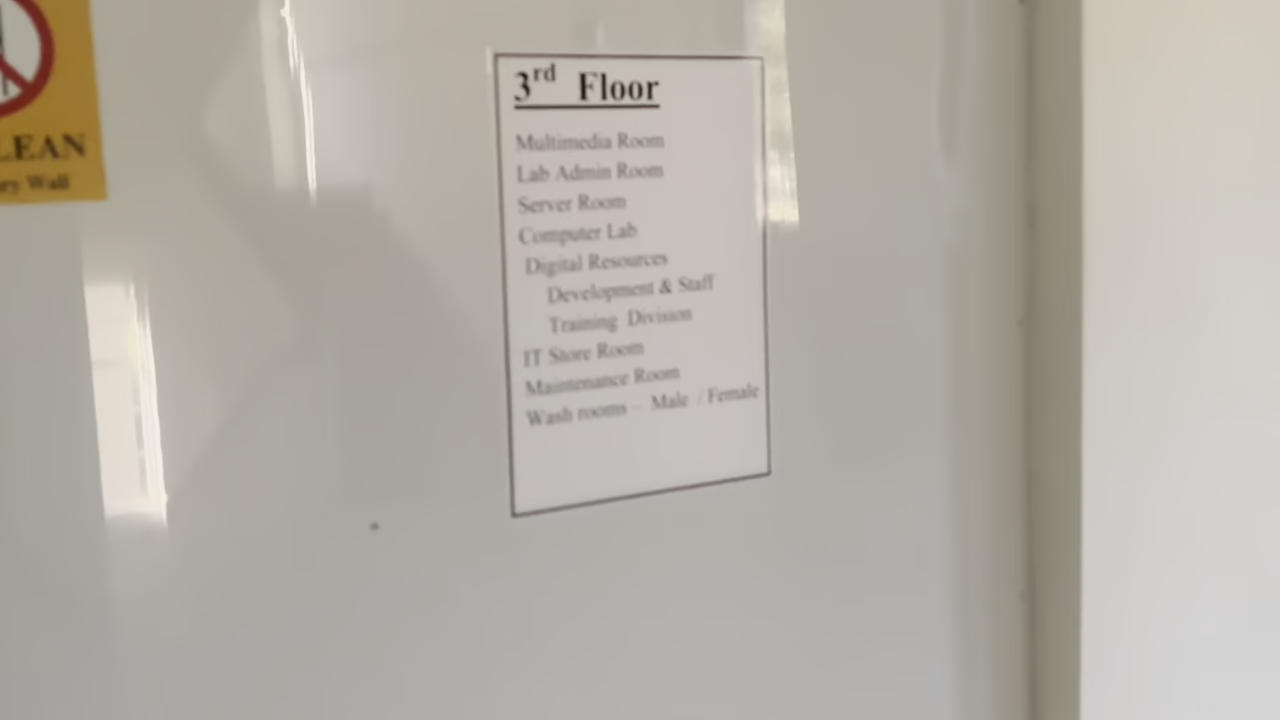 3rd Floor
Multimedia Room
Lab Admin Room
Server Room
Computer Lab
Digital Resources
Development & Staff
Training Division
IT Store Room
Maintenance Room
Wash rooms - Male / Female
LEAN
Wall